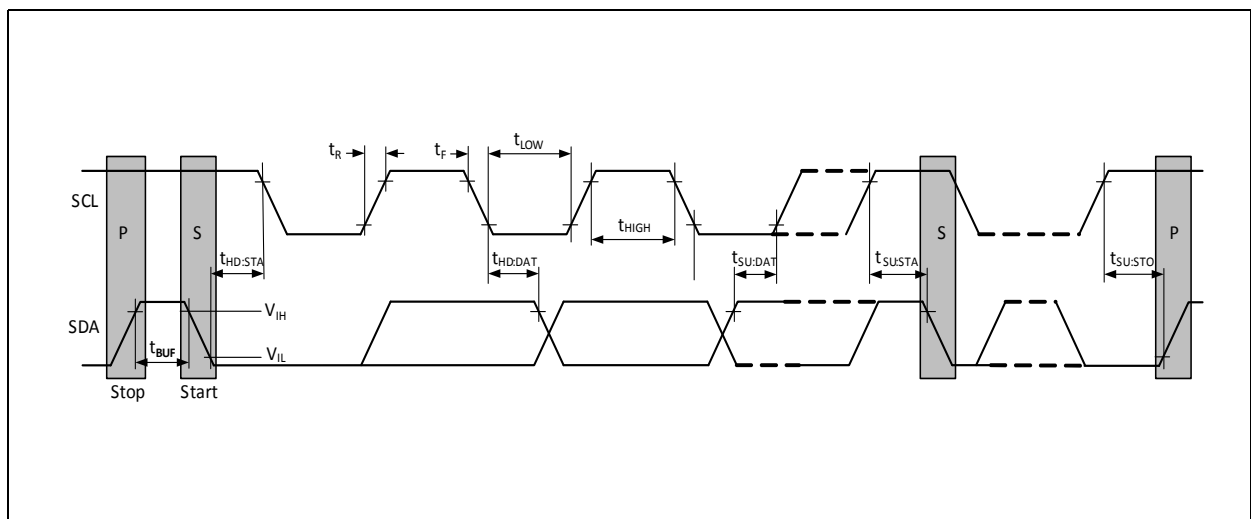 tR
tF
tLOW
SCL
P
S
tHIGH
S
P
tHD:STA
tHD:DAT
tSU:DAT
tSU:STA
tSU:STO
SDA
VIH
tBUF
VIL
Stop
Start